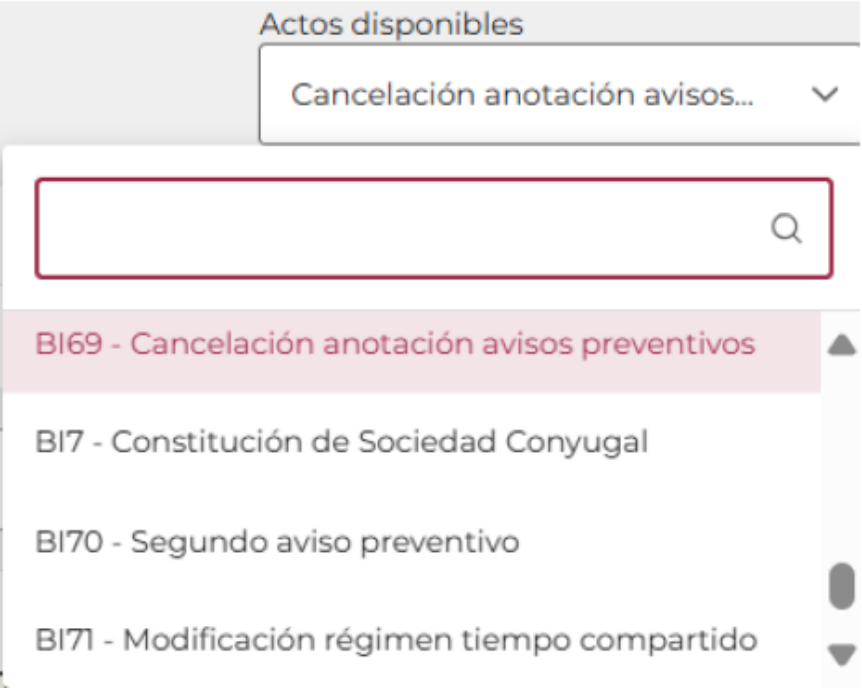 Actos disponibles
Cancelación anotación avisos...
BI69 - Cancelación anotación avisos preventivos
BI7 - Constitución de Sociedad Conyugal
BI70 - Segundo aviso preventivo
BI71 - Modificación régimen tiempo compartido